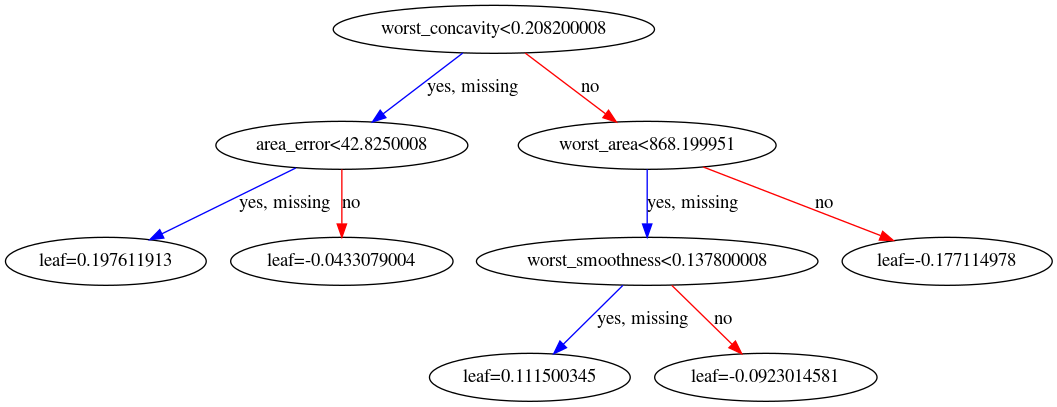 worst_concavity<0.208200008
yes, missing
no
area_error<42.8250008
worst_area<868.199951
yes, missing
no
yes, missing
no
leaf=0.197611913
leaf=-0.0433079004
worst_smoothness<0.137800008
leaf=-0.177114978
yes, missing
no
leaf=0.111500345
leaf=-0.0923014581